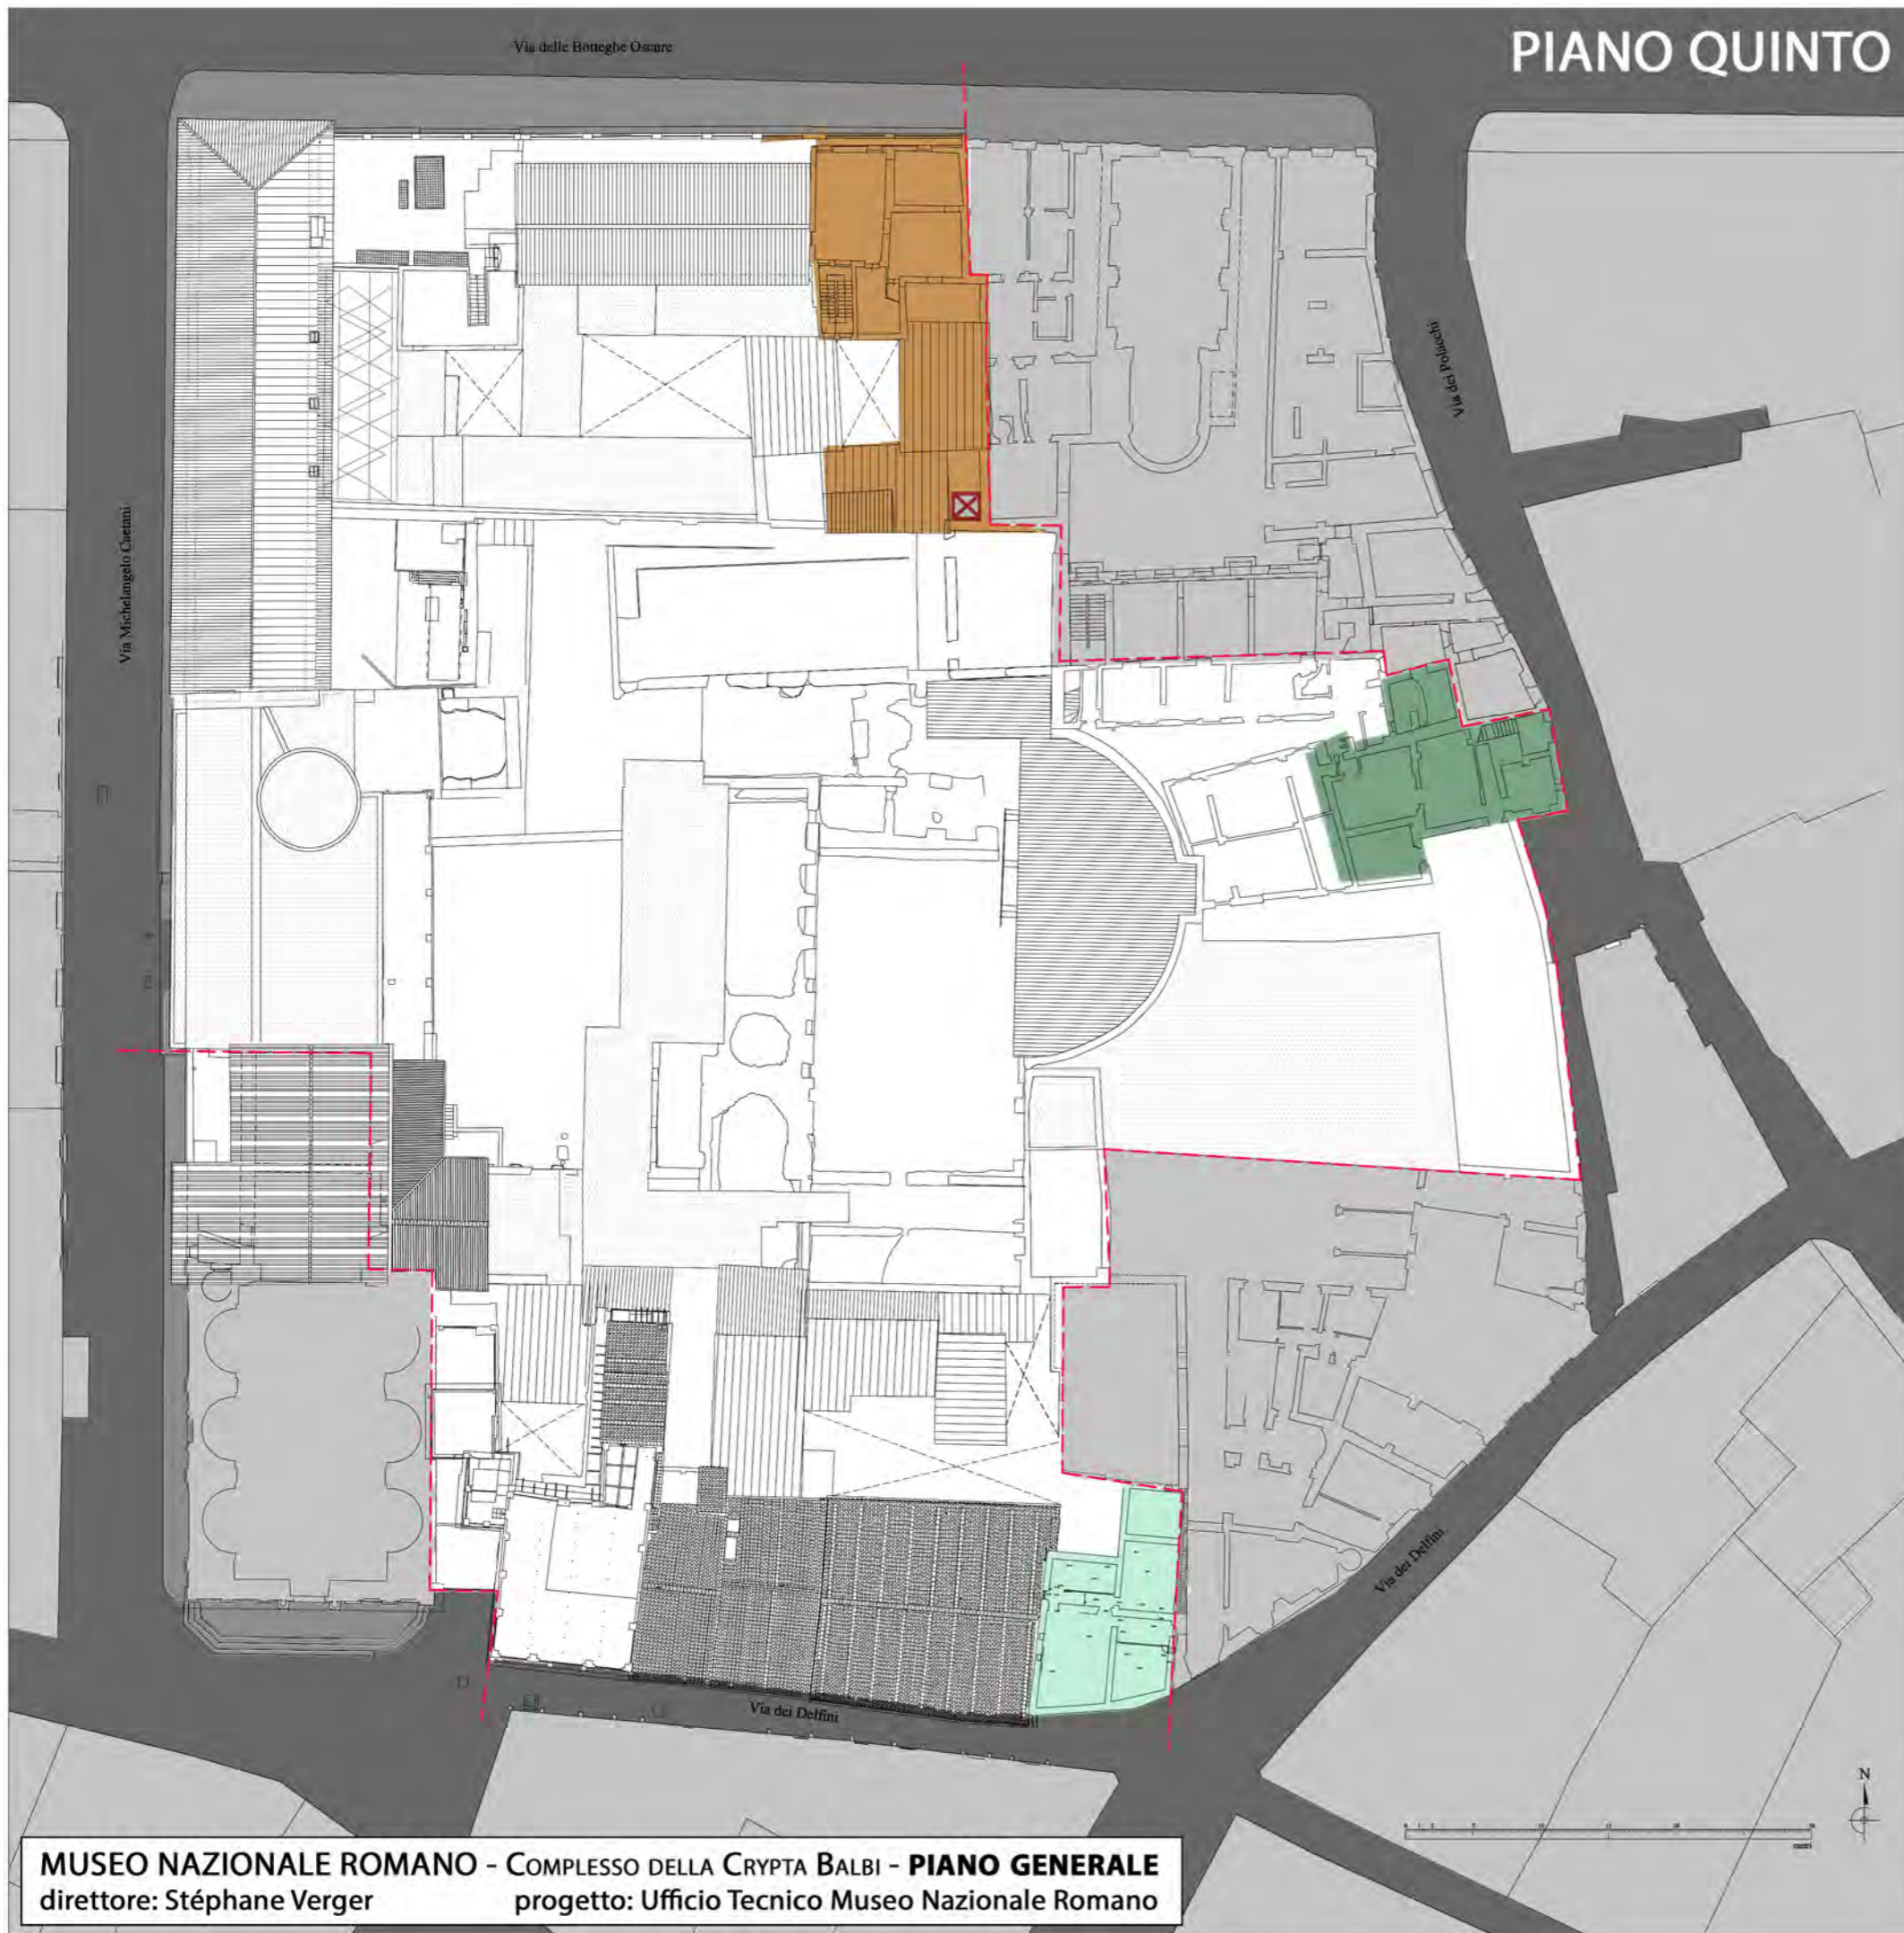 PIANO QUINTO
Via delle Botteghe Oscure
Via dei Polacchi
Via Michelangelo Caetani
Via dei Delfini
Via dei Delfini
N
metri
MUSEO NAZIONALE ROMANO - COMPLESSO DELLA CRYPTA BALBI - PIANO GENERALE
direttore: Stéphane Verger progetto: Ufficio Tecnico Museo Nazionale Romano